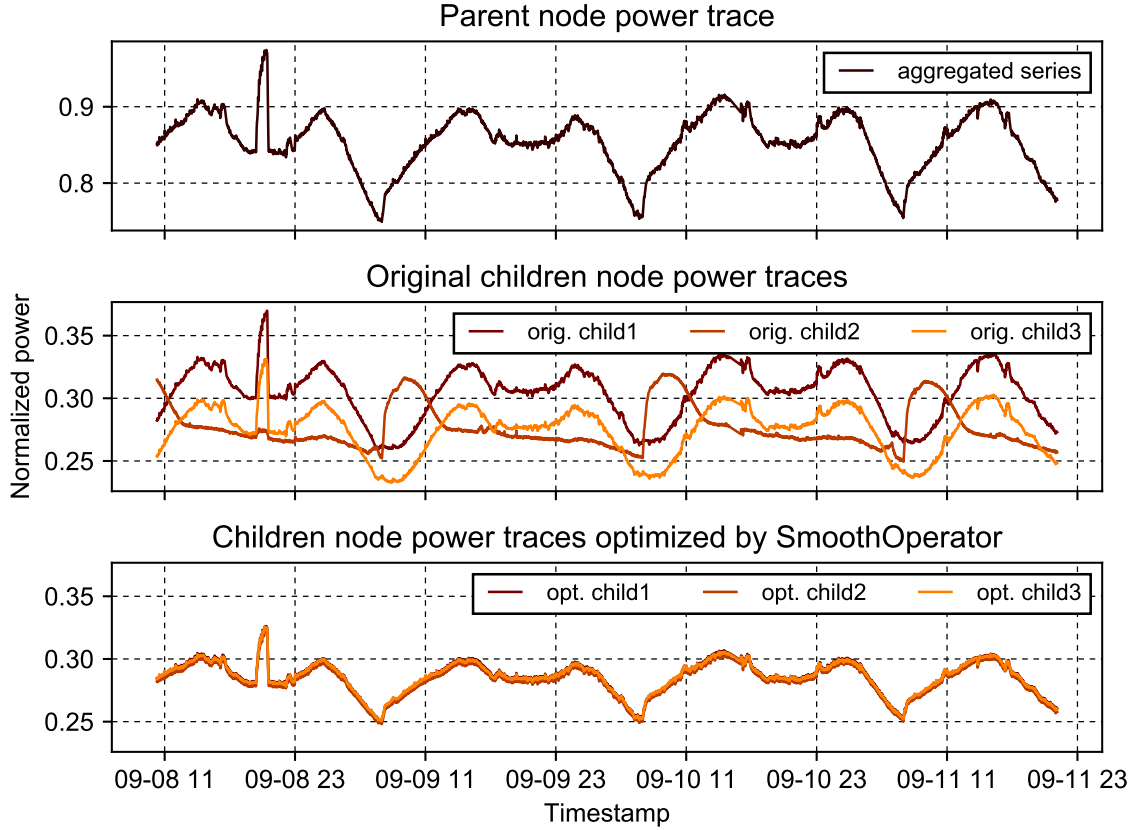 Parent node power trace
aggregated series
0.9
0.8
Original children node power traces
orig. child1 orig. child2 orig. child3
0.35
0.30
0.25
Normalized power
Children node power traces optimized by SmoothOperator
opt. child1 opt. child2 opt. child3
0.35
0.30
0.25
09-08 11 09-08 23 09-09 11 09-09 23 09-10 11 09-10 23 09-11 11 09-11 23
Timestamp